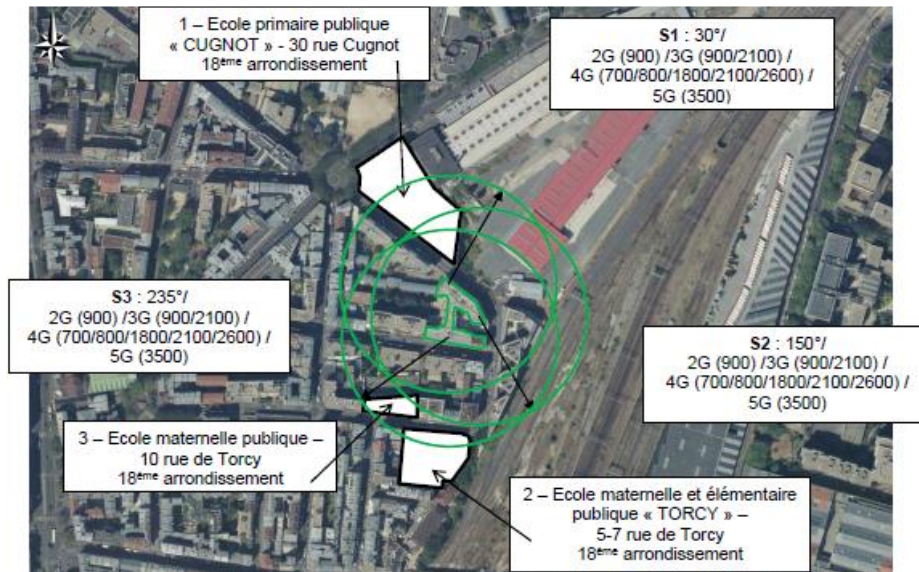 1 – Ecole primaire publique
« CUGNOT » - 30 rue Cugnot
18ème arrondissement
S1 : 30°/
2G (900) /3G (900/2100) /
4G (700/800/1800/2100/2600) /
5G (3500)
S3 : 235°/
2G (900) /3G (900/2100) /
4G (700/800/1800/2100/2600) /
5G (3500)
S2 : 150°/
2G (900) /3G (900/2100) /
4G (700/800/1800/2100/2600) /
5G (3500)
3 – Ecole maternelle publique –
10 rue de Torcy
18ème arrondissement
2 – Ecole maternelle et élémentaire
publique « TORCY » –
5-7 rue de Torcy
18ème arrondissement